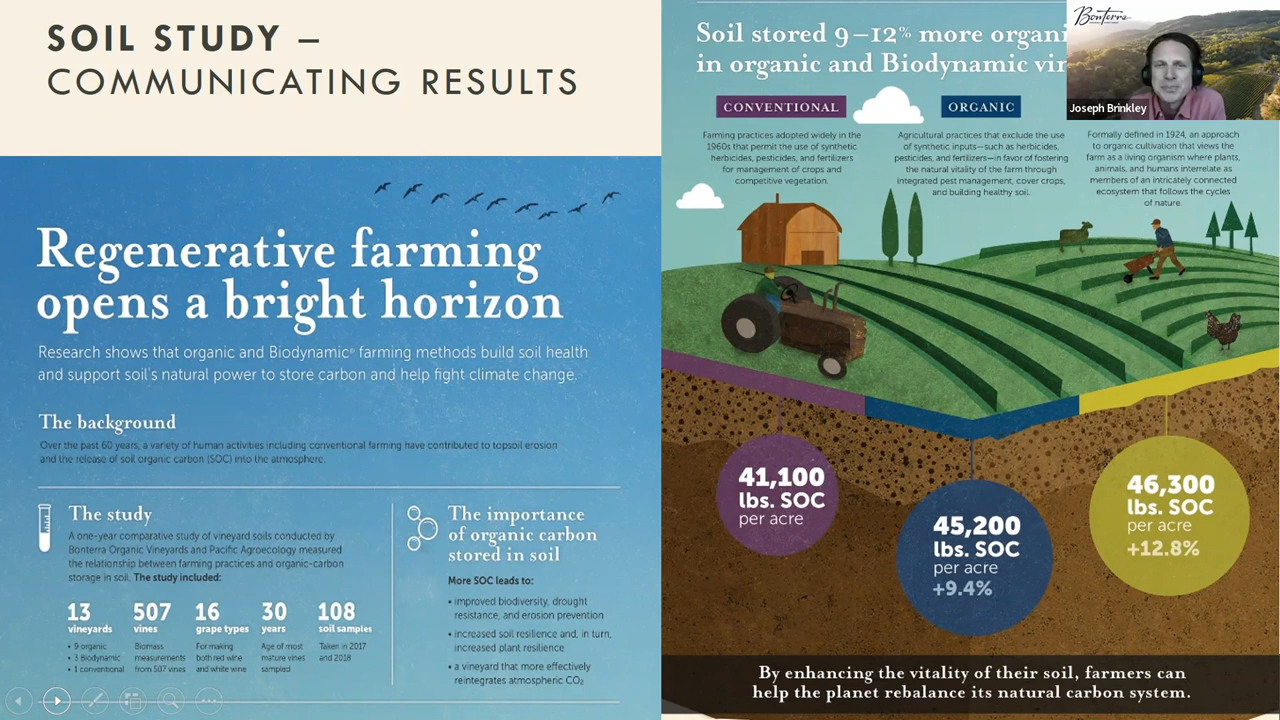 SOIL STUDY –
COMMUNICATING RESULTS
Regenerative farming
opens a bright horizon
Research shows that organic and Biodynamic® farming methods build soil health
and support soil's natural power to store carbon and help fight climate change.
The background
Over the past 60 years, a variety of human activities including conventional farming have contributed to topsoil erosion
and the release of soil organic carbon (SOC) into the atmosphere.
The study
A one-year comparative study of vineyard soils conducted by
Bonterra Organic Vineyards and Pacific Agroecology measured
the relationship between farming practices and organic-carbon
storage in soil. The study included:
13
vineyards
• 9 organic
• 3 Biodynamic
• 1 conventional
507
vines
Biomass
measurements
from 507 vines
16
grape types
For making
both red wine
and white wine
30
years
Age of most
mature vines
sampled
108
soil samples
Taken in 2017
and 2018
The importance
of organic carbon
stored in soil
More SOC leads to:
• improved biodiversity, drought
resistance, and erosion prevention
• increased soil resilience and, in turn,
increased plant resilience
• a vineyard that more effectively
reintegrates atmospheric CO₂
Soil stored 9–12% more organi
in organic and Biodynamic vin
Bonterra
Joseph Brinkley
CONVENTIONAL
Farming practices adopted widely in the
1960s that permit the use of synthetic
herbicides, pesticides, and fertilizers
for management of crops and
competitive vegetation.
ORGANIC
Agricultural practices that exclude the use
of synthetic inputs—such as herbicides,
pesticides, and fertilizers—in favor of fostering
the natural vitality of the farm through
integrated pest management, cover crops,
and building healthy soil.
Formally defined in 1924, an approach
to organic cultivation that views the
farm as a living organism where plants,
animals, and humans interrelate as
members of an intricately connected
ecosystem that follows the cycles
of nature.
41,100
lbs. SOC
per acre
45,200
lbs. SOC
per acre
+9.4%
46,300
lbs. SOC
per acre
+12.8%
By enhancing the vitality of their soil, farmers can
help the planet rebalance its natural carbon system.